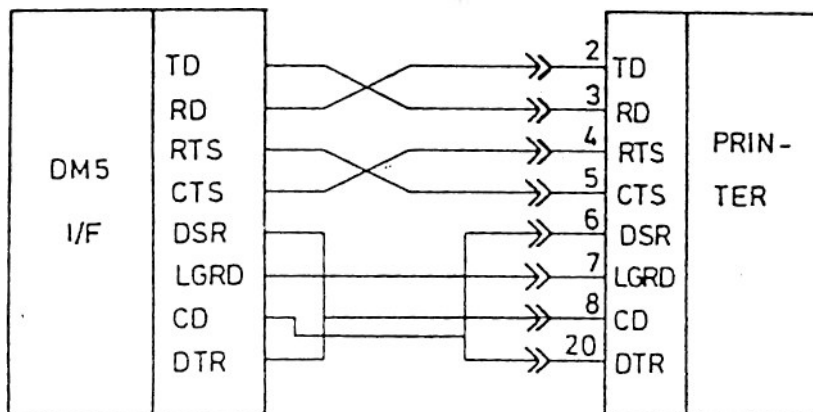 TD 2 TD
RD 3 RD
RTS 4 RTS PRIN-
DM5
CTS 5 CTS TER
I/F
DSR 6 DSR
LGRD 7 LGRD
CD 8 CD
DTR 20 DTR